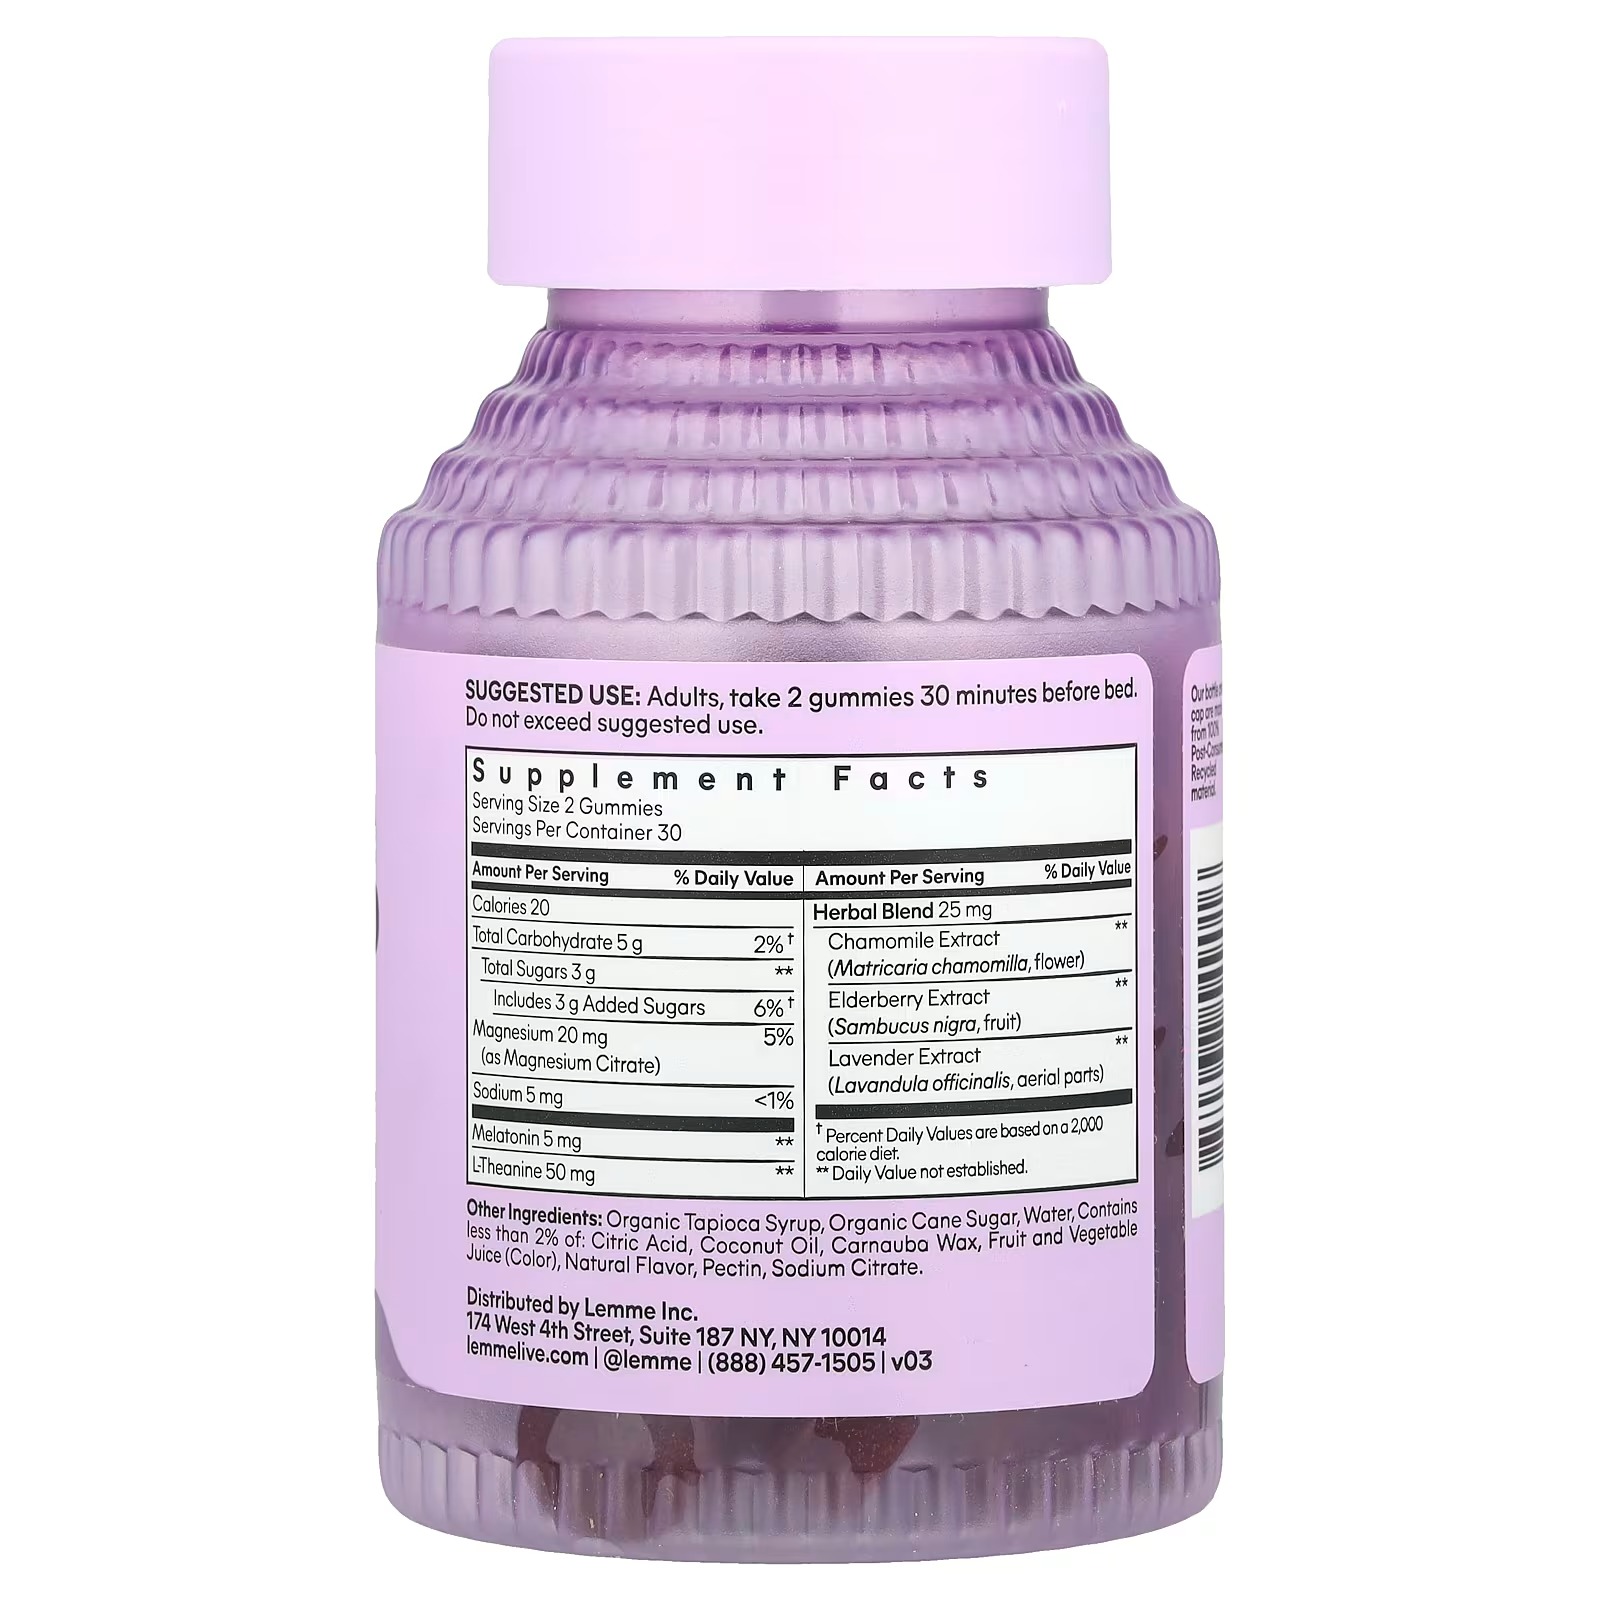 SUGGESTED USE: Adults, take 2 gummies 30 minutes before bed.
Do not exceed suggested use.
Supplement Facts
Serving Size 2 Gummies
Servings Per Container 30
Amount Per Serving % Daily Value
Calories 20
Total Carbohydrate 5 g 2%†
Total Sugars 3 g **
Includes 3 g Added Sugars 6%†
Magnesium 20 mg 5%
(as Magnesium Citrate)
Sodium 5 mg <1%
Melatonin 5 mg **
L-Theanine 50 mg **
Amount Per Serving % Daily Value
Herbal Blend 25 mg
Chamomile Extract **
(Matricaria chamomilla, flower)
Elderberry Extract **
(Sambucus nigra, fruit)
Lavender Extract **
(Lavandula officinalis, aerial parts)
† Percent Daily Values are based on a 2,000
calorie diet.
** Daily Value not established.
Other Ingredients: Organic Tapioca Syrup, Organic Cane Sugar, Water, Contains
less than 2% of: Citric Acid, Coconut Oil, Carnauba Wax, Fruit and Vegetable
Juice (Color), Natural Flavor, Pectin, Sodium Citrate.
Distributed by Lemme Inc.
174 West 4th Street, Suite 187 NY, NY 10014
lemmelive.com | @lemme | (888) 457-1505 | v03
Our bottle
cap are
from 100%
Recycled
material.